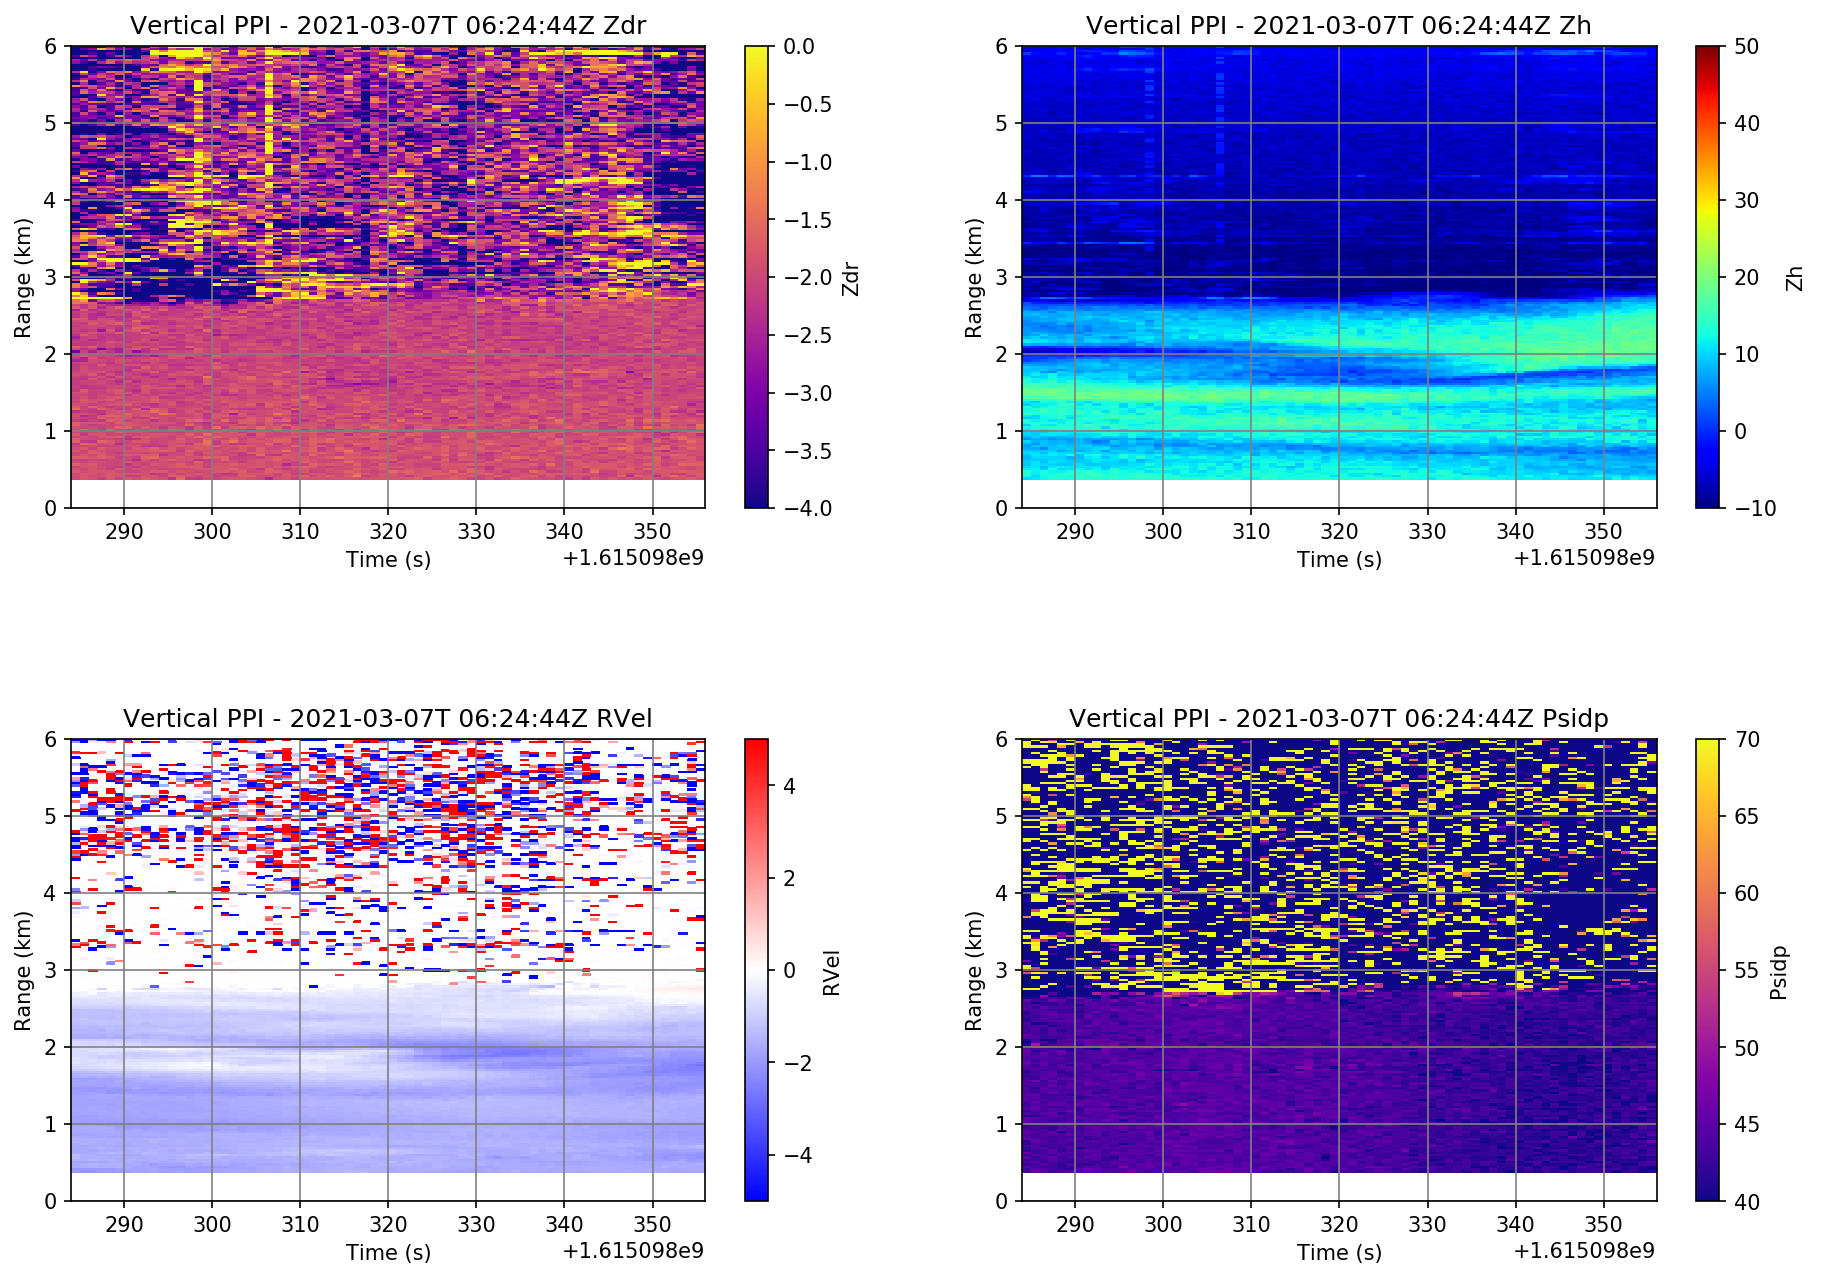 Vertical PPI - 2021-03-07T 06:24:44Z Zdr
6
5
4
3
2
1
0
Range (km)
290 300 310 320 330 340 350
Time (s)
+1.615098e9
0.0
−0.5
−1.0
−1.5
−2.0
−2.5
−3.0
−3.5
−4.0
Zdr
Vertical PPI - 2021-03-07T 06:24:44Z Zh
6
5
4
3
2
1
0
Range (km)
290 300 310 320 330 340 350
Time (s)
+1.615098e9
50
40
30
20
10
0
−10
Zh
Vertical PPI - 2021-03-07T 06:24:44Z RVel
6
5
4
3
2
1
0
Range (km)
290 300 310 320 330 340 350
Time (s)
+1.615098e9
4
2
0
−2
−4
RVel
Vertical PPI - 2021-03-07T 06:24:44Z Psidp
6
5
4
3
2
1
0
Range (km)
290 300 310 320 330 340 350
Time (s)
+1.615098e9
70
65
60
55
50
45
40
Psidp